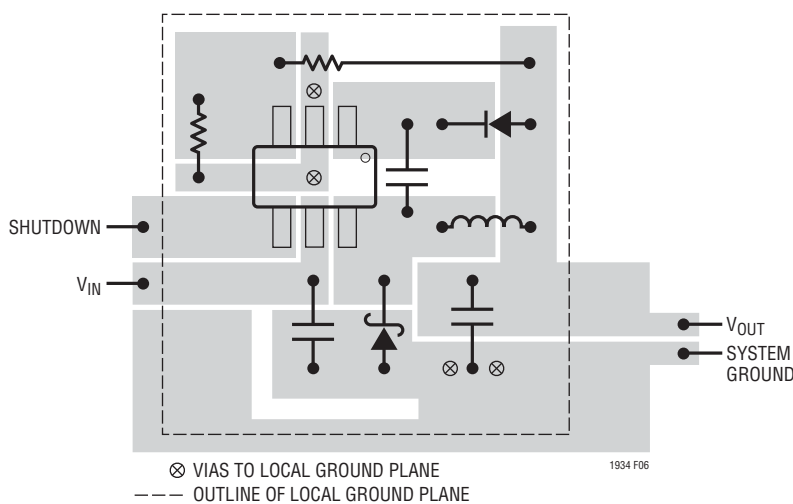 SHUTDOWN
VIN
VOUT
SYSTEM
GROUND
1934 F06
VIAS TO LOCAL GROUND PLANE
OUTLINE OF LOCAL GROUND PLANE